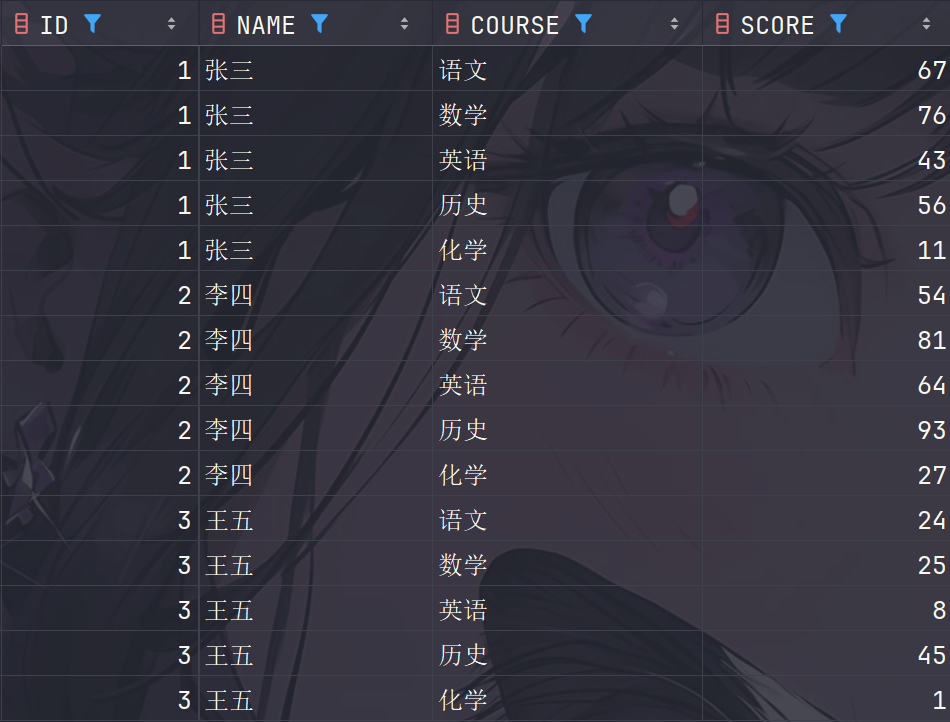 ID NAME COURSE SCORE
1 张三 语文 67
1 张三 数学 76
1 张三 英语 43
1 张三 历史 56
1 张三 化学 11
2 李四 语文 54
2 李四 数学 81
2 李四 英语 64
2 李四 历史 93
2 李四 化学 27
3 王五 语文 24
3 王五 数学 25
3 王五 英语 8
3 王五 历史 45
3 王五 化学 1